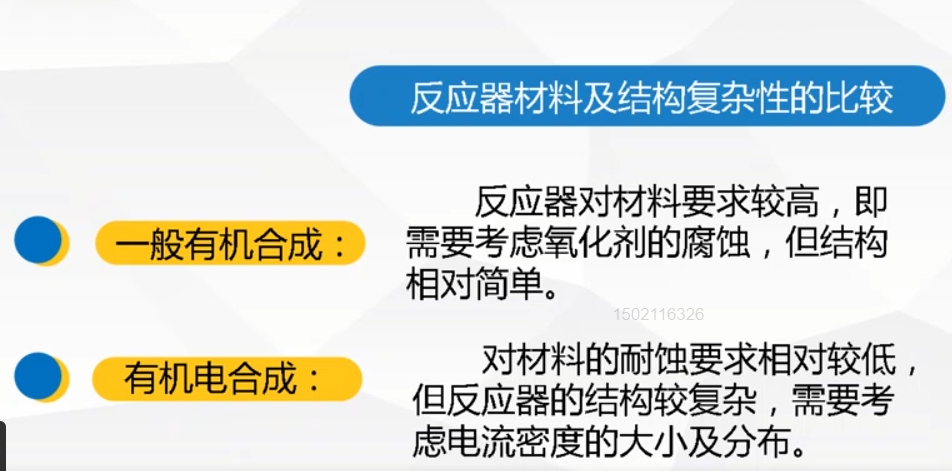 反应器材料及结构复杂性的比较
一般有机合成：
反应器对材料要求较高，即
需要考虑氧化剂的腐蚀，但结构
相对简单。
1502116326
有机电合成：
对材料的耐蚀要求相对较低，
但反应器的结构较复杂，需要考
虑电流密度的大小及分布。